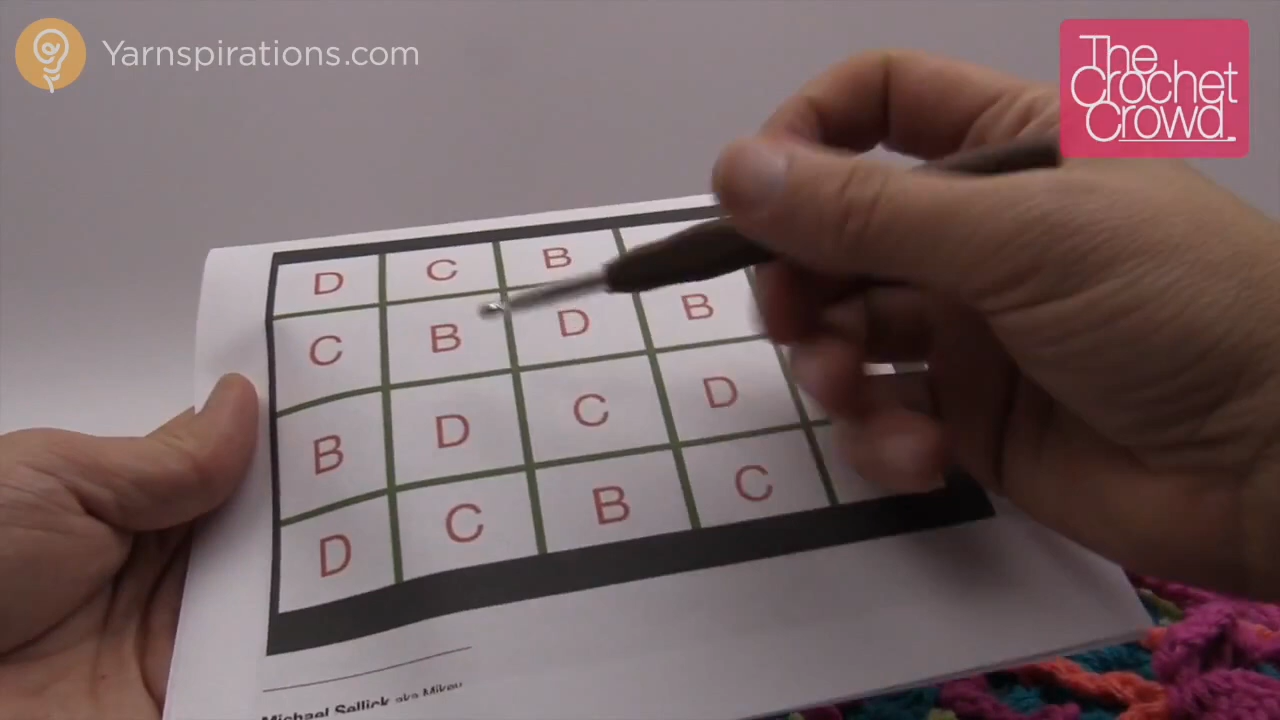 Yarnspirations.com
The
Crochet
Crowd
D C B
C B D B
B D C D
D C B C
Michael Sellick aka Mikey